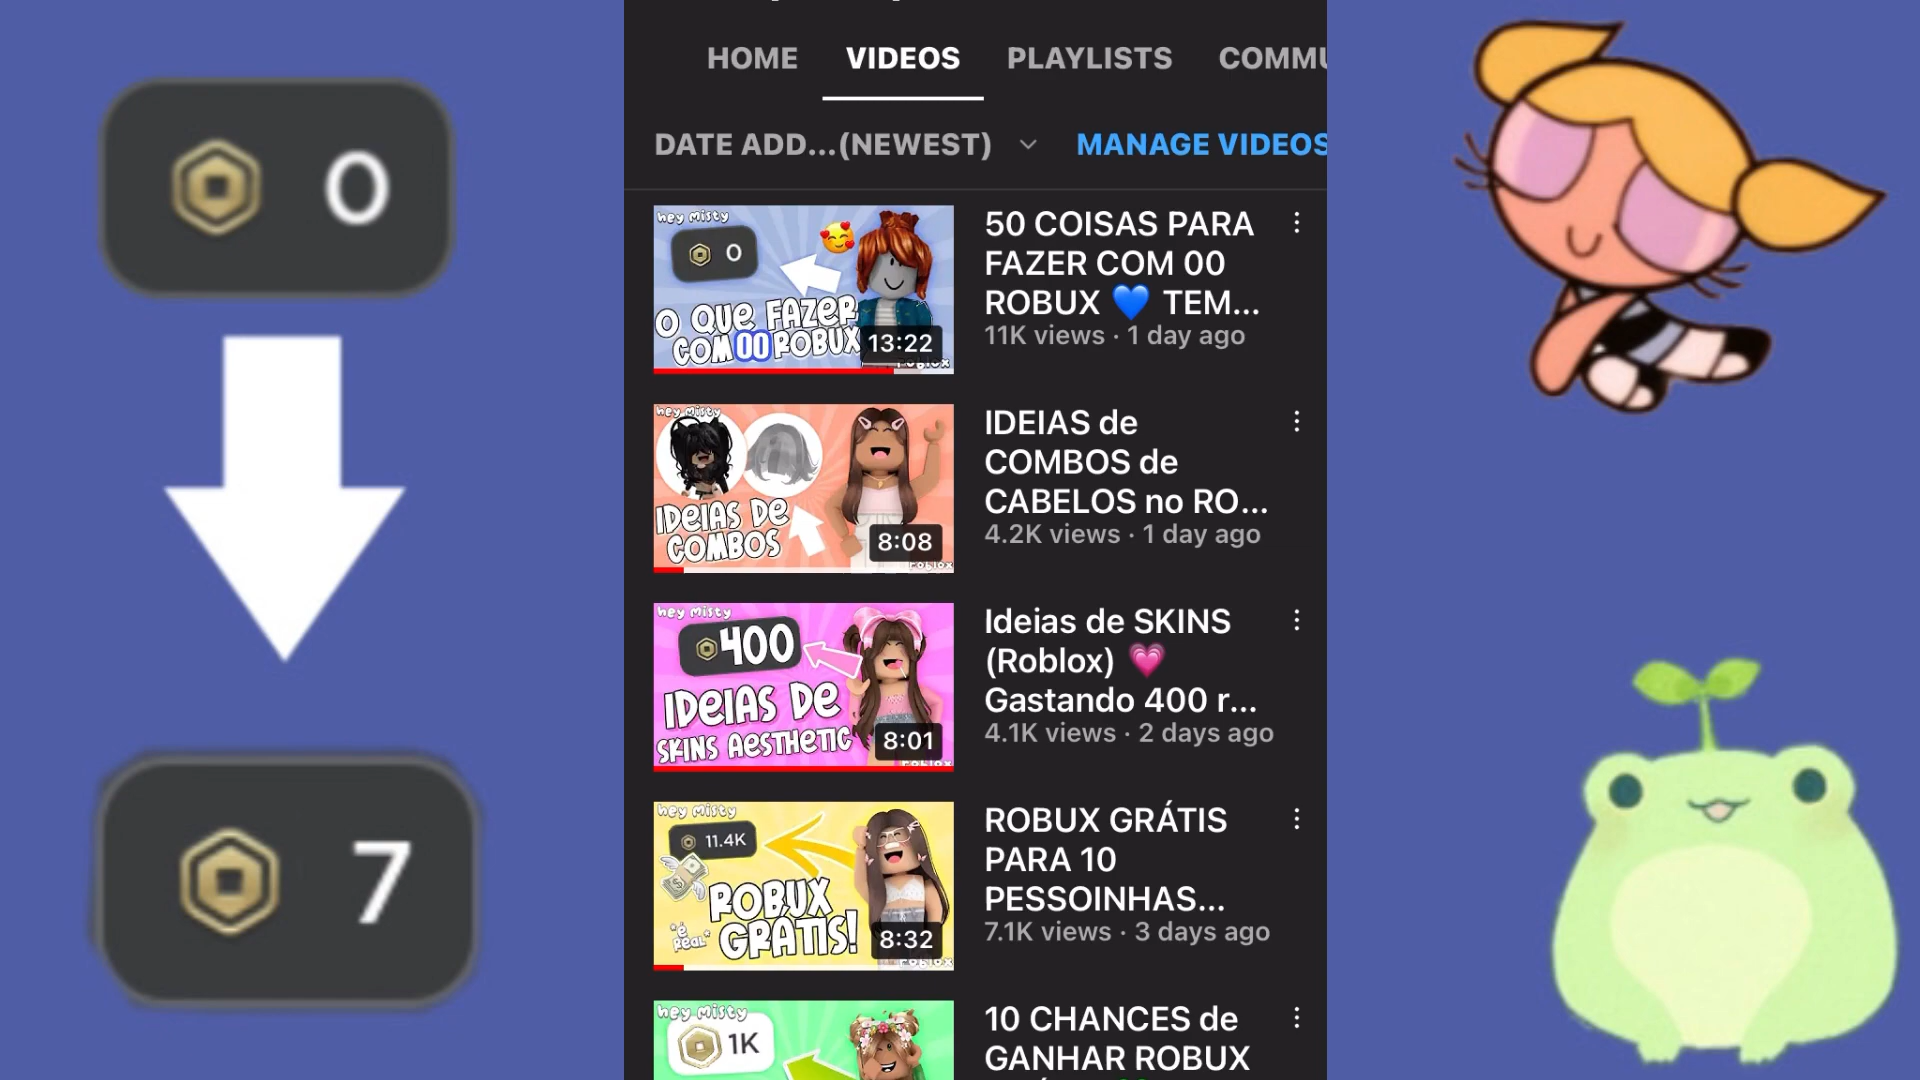 0
7
HOME VIDEOS PLAYLISTS COMMU
DATE ADD...(NEWEST) MANAGE VIDEOS
hey Misty
0
O QUE FAZER
COM 00 ROBUX
13:22
roblox
50 COISAS PARA
FAZER COM 00
ROBUX 💙 TEM...
11K views · 1 day ago
hey Misty
IDEIAS DE
COMBOS
8:08
roblox
IDEIAS de
COMBOS de
CABELOS no RO...
4.2K views · 1 day ago
hey Misty
400
IDEIAS DE
SKINS AESTHETIC
8:01
roblox
Ideias de SKINS
(Roblox) 💗
Gastando 400 r...
4.1K views · 2 days ago
hey Misty
11.4K
ROBUX
GRÁTIS!
*é
real*
8:32
roblox
ROBUX GRÁTIS
PARA 10
PESSOINHAS...
7.1K views · 3 days ago
hey Misty
1K
10 CHANCES de
GANHAR ROBUX